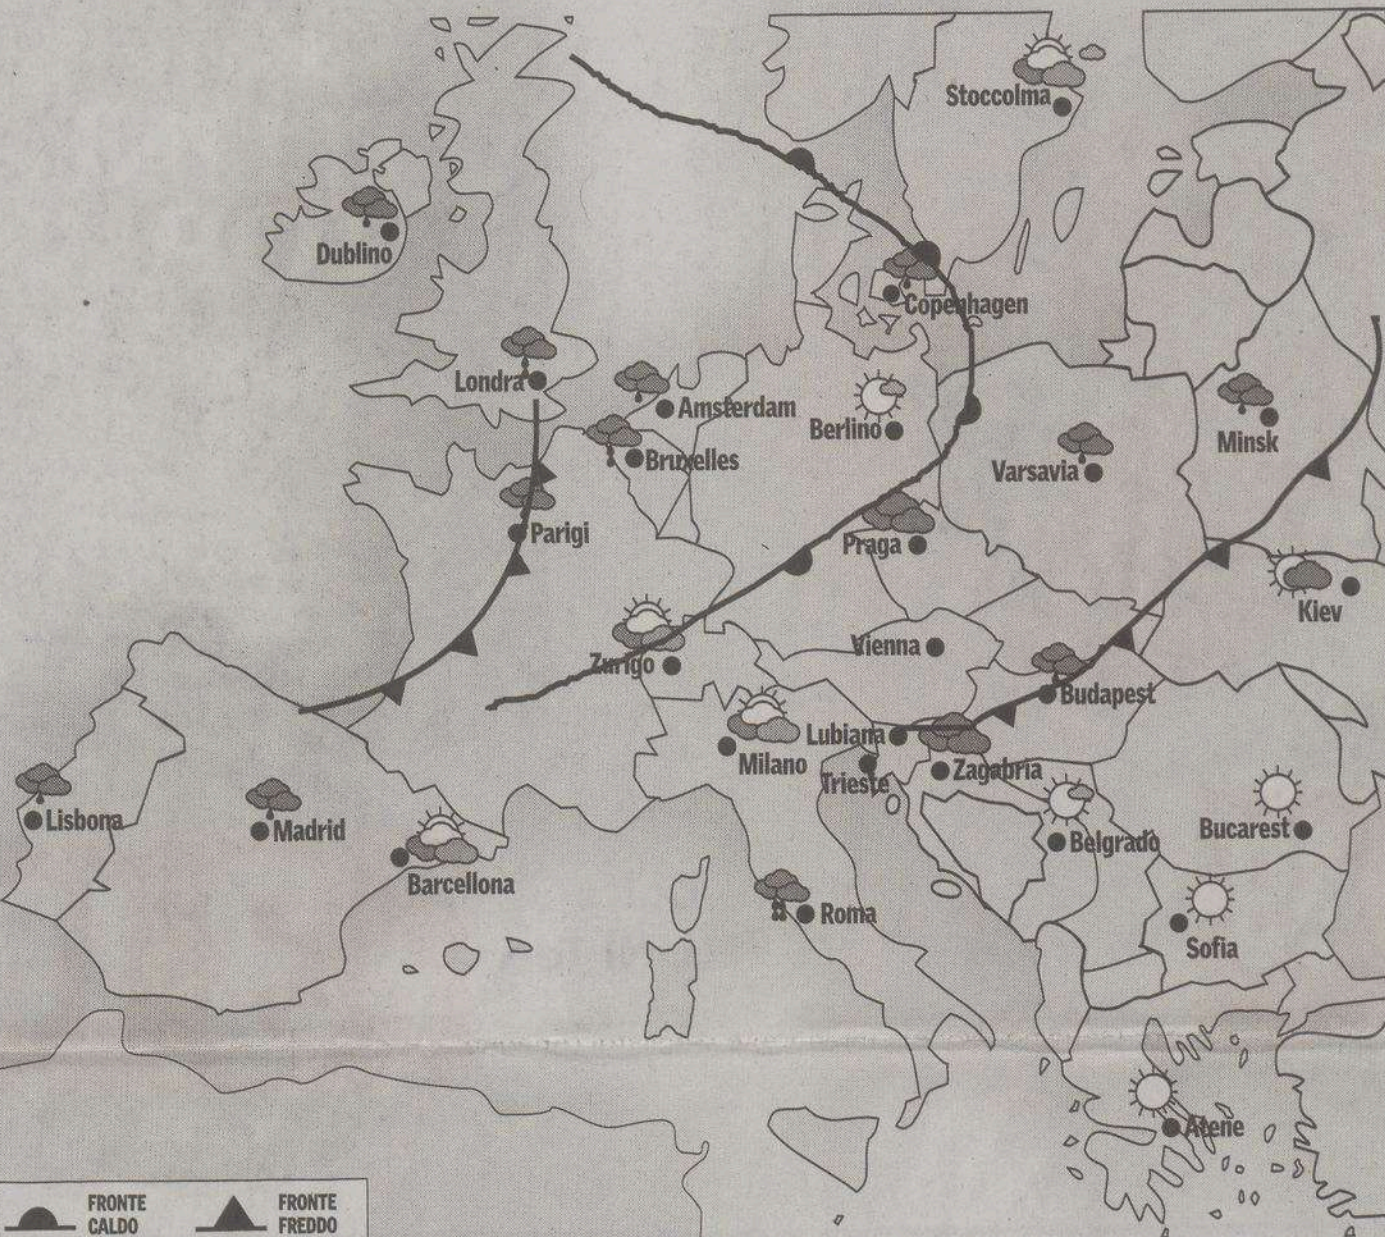 Stoccolma
Dublino
Copenhagen
Londra
Amsterdam
Berlino
Minsk
Bruxelles
Varsavia
Parigi
Praga
Kiev
Vienna
Zurigo
Budapest
Lubiana
Milano
Zagabria
Trieste
Lisbona
Madrid
Bucarest
Belgrado
Barcellona
Roma
Sofia
Atene
FRONTE
CALDO
FRONTE
FREDDO